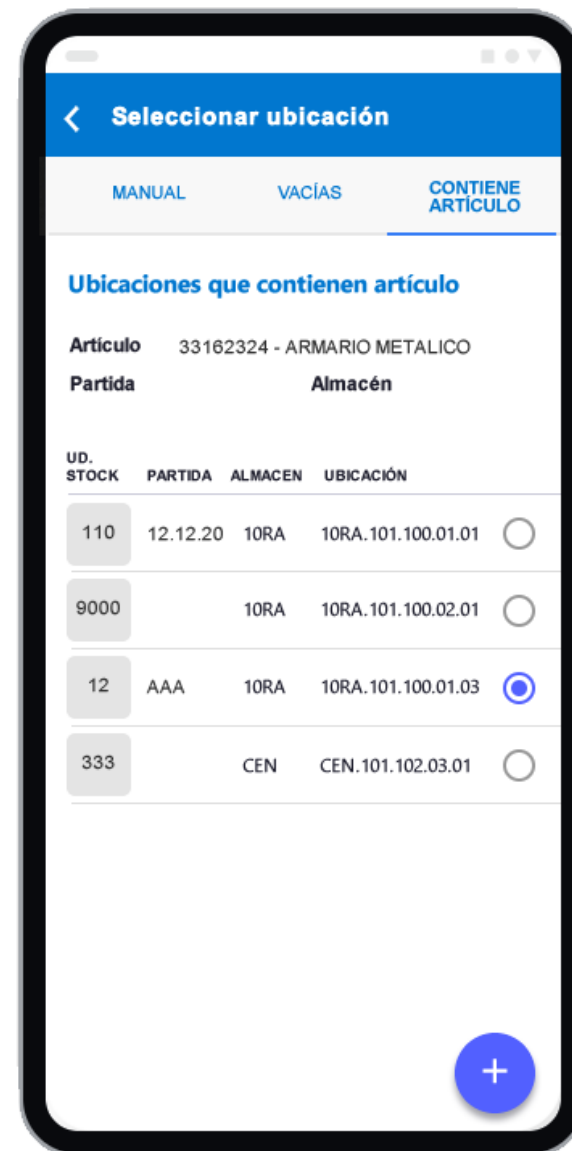 Seleccionar ubicación
MANUAL VACÍAS CONTIENE ARTÍCULO
Ubicaciones que contienen artículo
Artículo 33162324 - ARMARIO METALICO
Partida Almacén
UD. STOCK PARTIDA ALMACEN UBICACIÓN
110 12.12.20 10RA 10RA.101.100.01.01
9000 10RA 10RA.101.100.02.01
12 AAA 10RA 10RA.101.100.01.03
333 CEN CEN.101.102.03.01
+